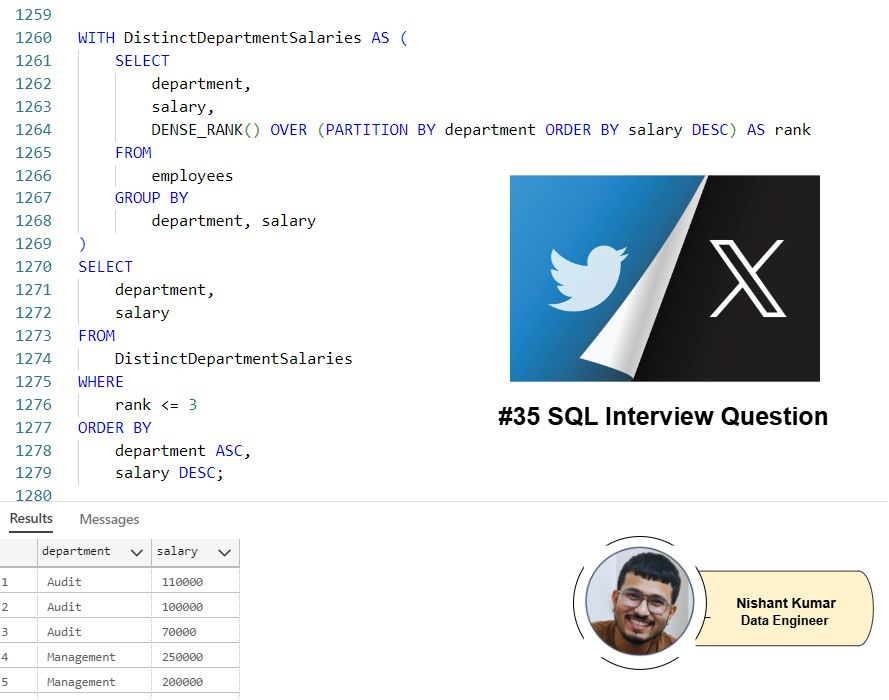 1259
1260 WITH DistinctDepartmentSalaries AS (
1261 SELECT
1262 department,
1263 salary,
1264 DENSE_RANK() OVER (PARTITION BY department ORDER BY salary DESC) AS rank
1265 FROM
1266 employees
1267 GROUP BY
1268 department, salary
1269 )
1270 SELECT
1271 department,
1272 salary
1273 FROM
1274 DistinctDepartmentSalaries
1275 WHERE
1276 rank <= 3
1277 ORDER BY
1278 department ASC,
1279 salary DESC;
1280
X
#35 SQL Interview Question
Results Messages
department salary
1 Audit 110000
2 Audit 100000
3 Audit 70000
4 Management 250000
5 Management 200000
Nishant Kumar
Data Engineer